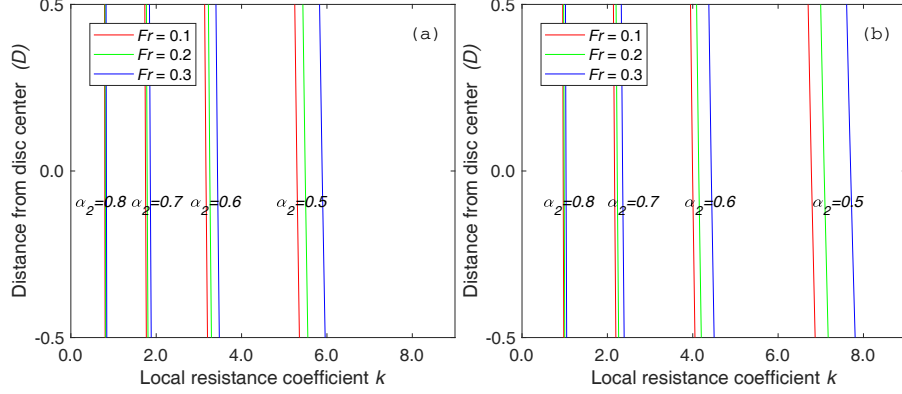 0.5
0.0
-0.5
Distance from disc center (D)
Fr = 0.1
Fr = 0.2
Fr = 0.3
(a)
α2=0.8
α2=0.7
α2=0.6
α2=0.5
0.0 2.0 4.0 6.0 8.0
Local resistance coefficient k
0.5
0.0
-0.5
Distance from disc center (D)
Fr = 0.1
Fr = 0.2
Fr = 0.3
(b)
α2=0.8
α2=0.7
α2=0.6
α2=0.5
0.0 2.0 4.0 6.0 8.0
Local resistance coefficient k